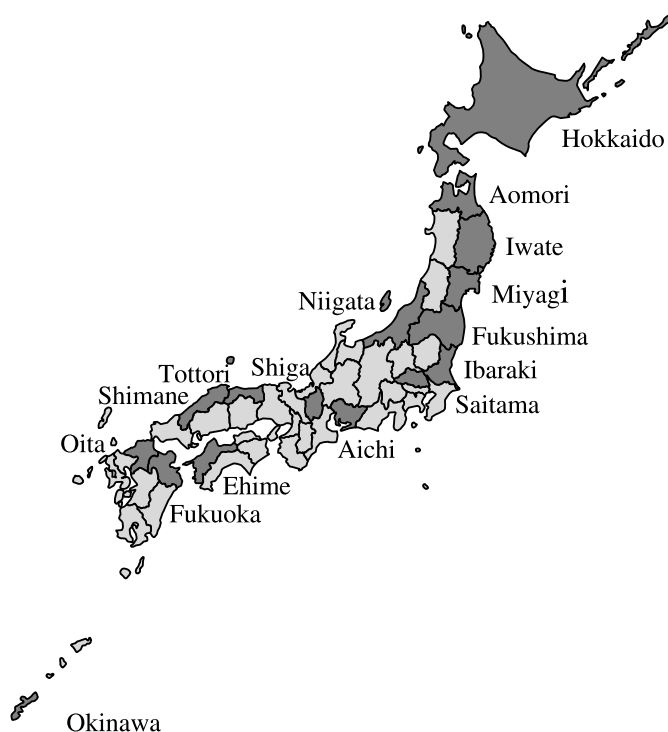 Hokkaido
Aomori
Iwate
Miyagi
Niigata
Fukushima
Tottori
Shiga
Ibaraki
Shimane
Saitama
Oita
Aichi
Ehime
Fukuoka
Okinawa